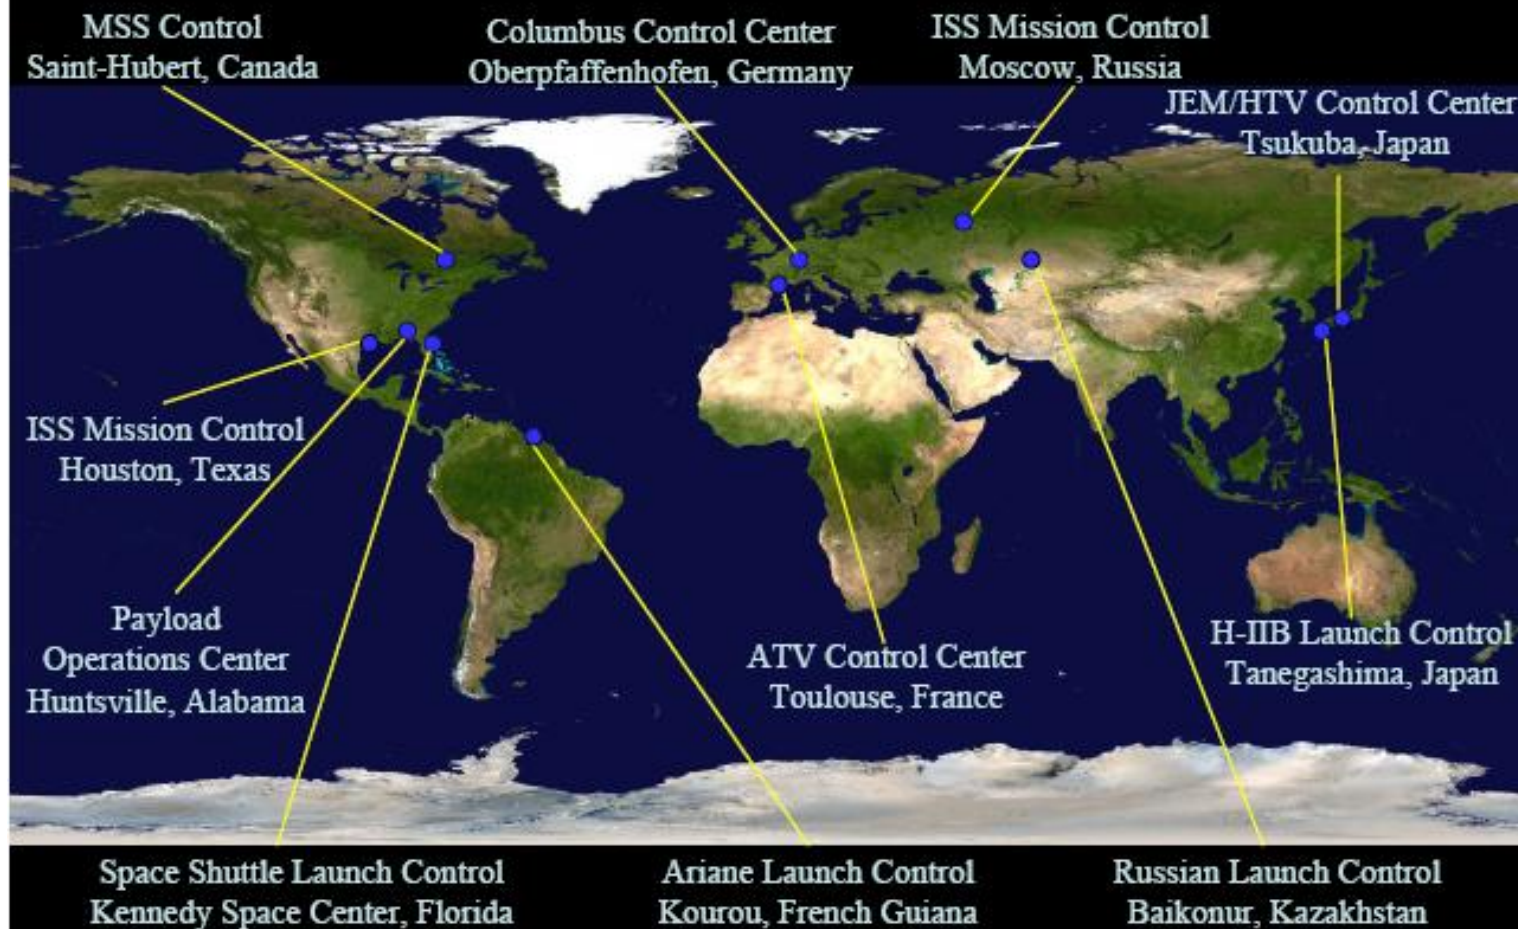 MSS Control
Saint-Hubert, Canada
Columbus Control Center
Oberpfaffenhofen, Germany
ISS Mission Control
Moscow, Russia
JEM/HTV Control Center
Tsukuba, Japan
ISS Mission Control
Houston, Texas
Payload
Operations Center
Huntsville, Alabama
ATV Control Center
Toulouse, France
H-IIB Launch Control
Tanegashima, Japan
Space Shuttle Launch Control
Kennedy Space Center, Florida
Ariane Launch Control
Kourou, French Guiana
Russian Launch Control
Baikonur, Kazakhstan